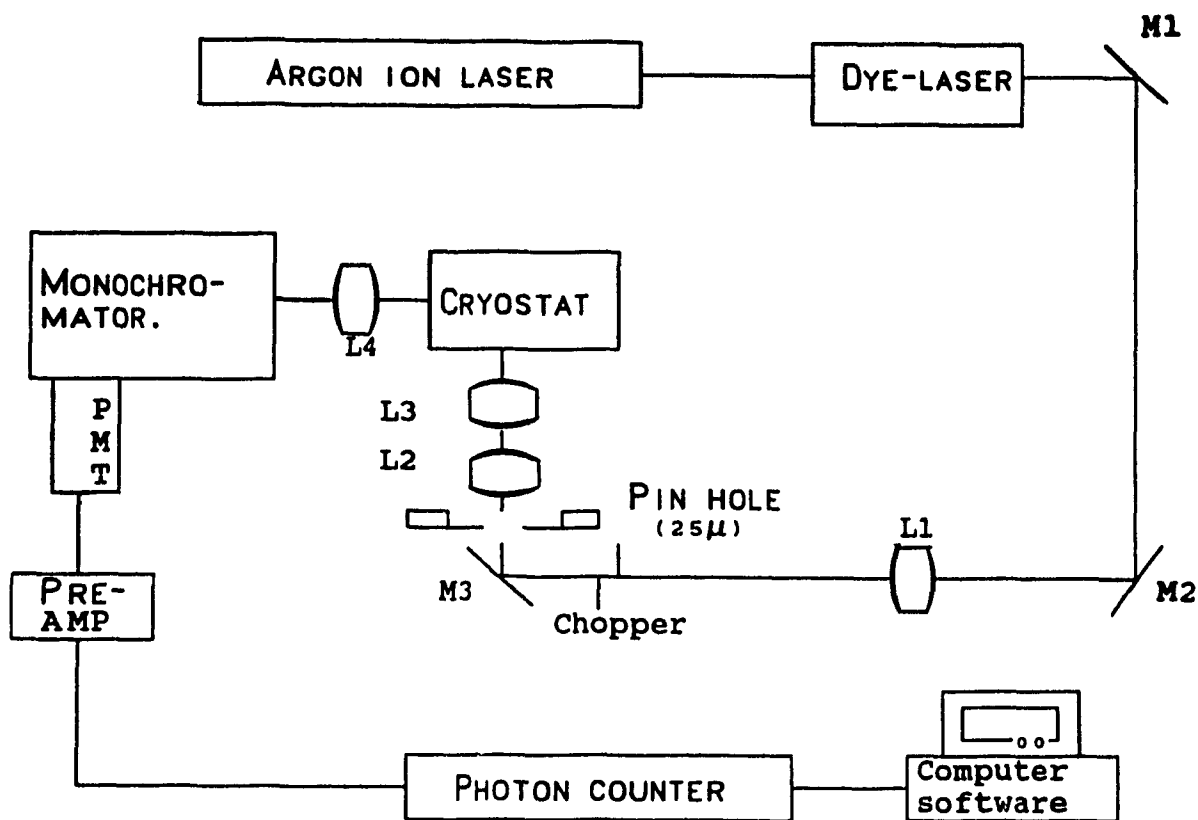 M1
ARGON ION LASER
DYE-LASER
MONOCHRO-
MATOR.
CRYOSTAT
L4
L3
L2
PMT
PIN HOLE
(25μ)
L1
M3
M2
Chopper
PRE-
AMP
PHOTON COUNTER
Computer
software